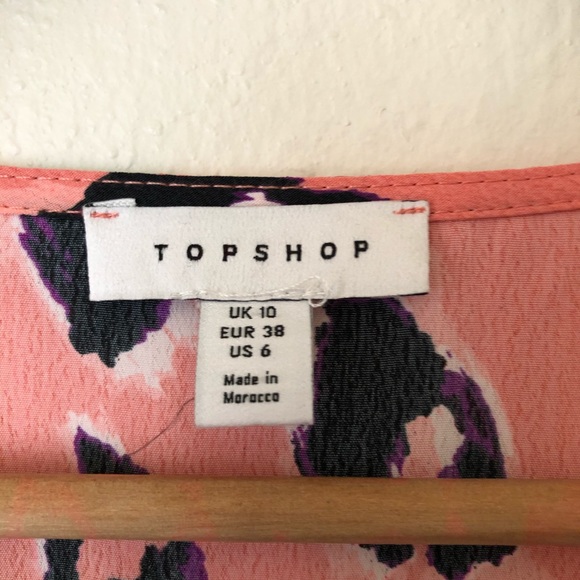 TOPSHOP
UK 10
EUR 38
US 6
Made in
Morocco